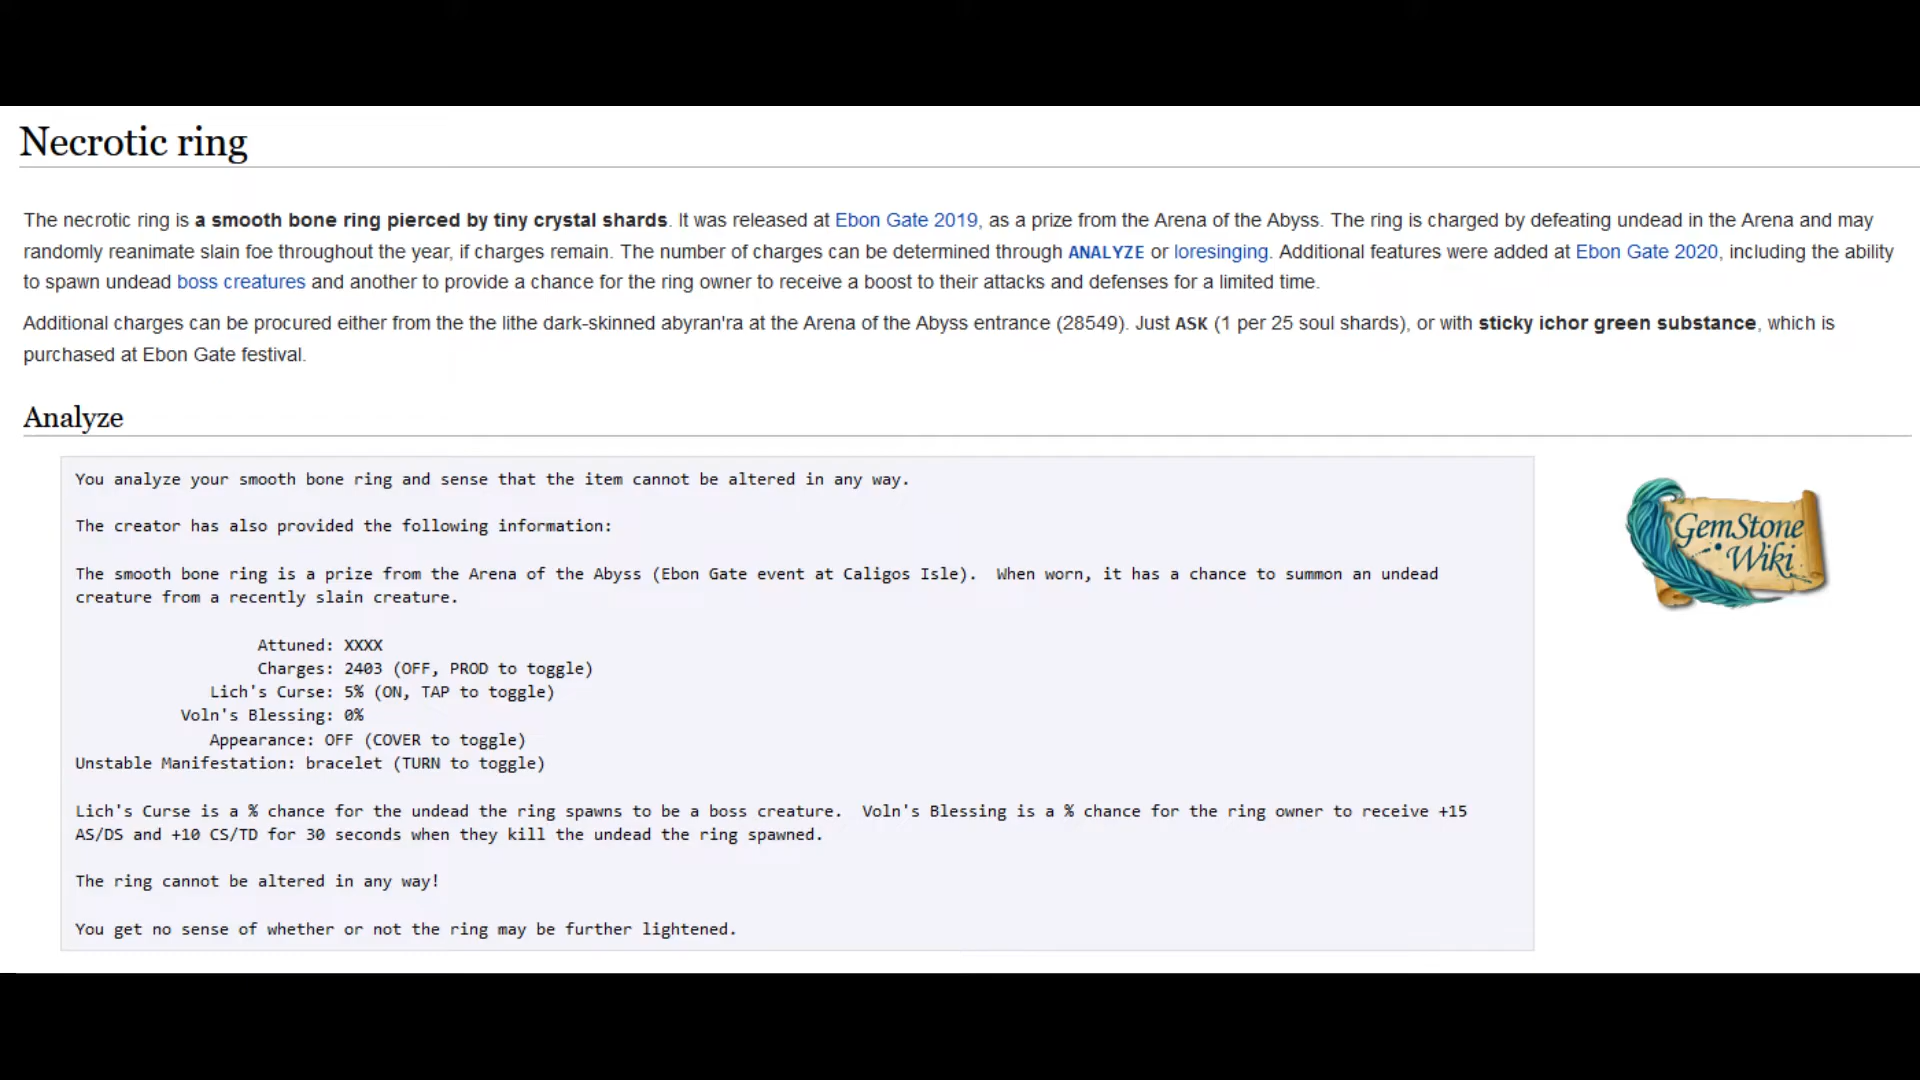 Necrotic ring
The necrotic ring is a smooth bone ring pierced by tiny crystal shards. It was released at Ebon Gate 2019, as a prize from the Arena of the Abyss. The ring is charged by defeating undead in the Arena and may
randomly reanimate slain foe throughout the year, if charges remain. The number of charges can be determined through ANALYZE or loresinging. Additional features were added at Ebon Gate 2020, including the ability
to spawn undead boss creatures and another to provide a chance for the ring owner to receive a boost to their attacks and defenses for a limited time.
Additional charges can be procured either from the the lithe dark-skinned abyran'ra at the Arena of the Abyss entrance (28549). Just ASK (1 per 25 soul shards), or with sticky ichor green substance, which is
purchased at Ebon Gate festival.
Analyze
You analyze your smooth bone ring and sense that the item cannot be altered in any way.
The creator has also provided the following information:
The smooth bone ring is a prize from the Arena of the Abyss (Ebon Gate event at Caligos Isle).  When worn, it has a chance to summon an undead
creature from a recently slain creature.
Attuned: XXXX
Charges: 2403 (OFF, PROD to toggle)
Lich's Curse: 5% (ON, TAP to toggle)
Voln's Blessing: 0%
Appearance: OFF (COVER to toggle)
Unstable Manifestation: bracelet (TURN to toggle)
Lich's Curse is a % chance for the undead the ring spawns to be a boss creature.  Voln's Blessing is a % chance for the ring owner to receive +15
AS/DS and +10 CS/TD for 30 seconds when they kill the undead the ring spawned.
The ring cannot be altered in any way!
You get no sense of whether or not the ring may be further lightened.
GemStone
Wiki